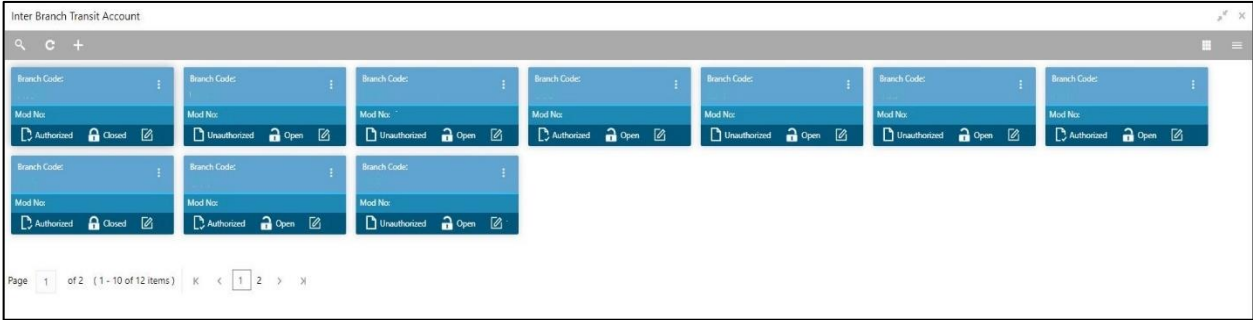 Inter Branch Transit Account
Branch Code: Branch Code: Branch Code: Branch Code: Branch Code: Branch Code: Branch Code:
Mod No: Mod No: Mod No: Mod No: Mod No: Mod No: Mod No:
Authorized Closed Unauthorized Open Unauthorized Open Authorized Open Unauthorized Open Unauthorized Open Authorized Open
Branch Code: Branch Code: Branch Code:
Mod No: Mod No: Mod No:
Authorized Closed Authorized Open Unauthorized Open
Page 1 of 2 ( 1 - 10 of 12 items ) K < 1 2 > >|